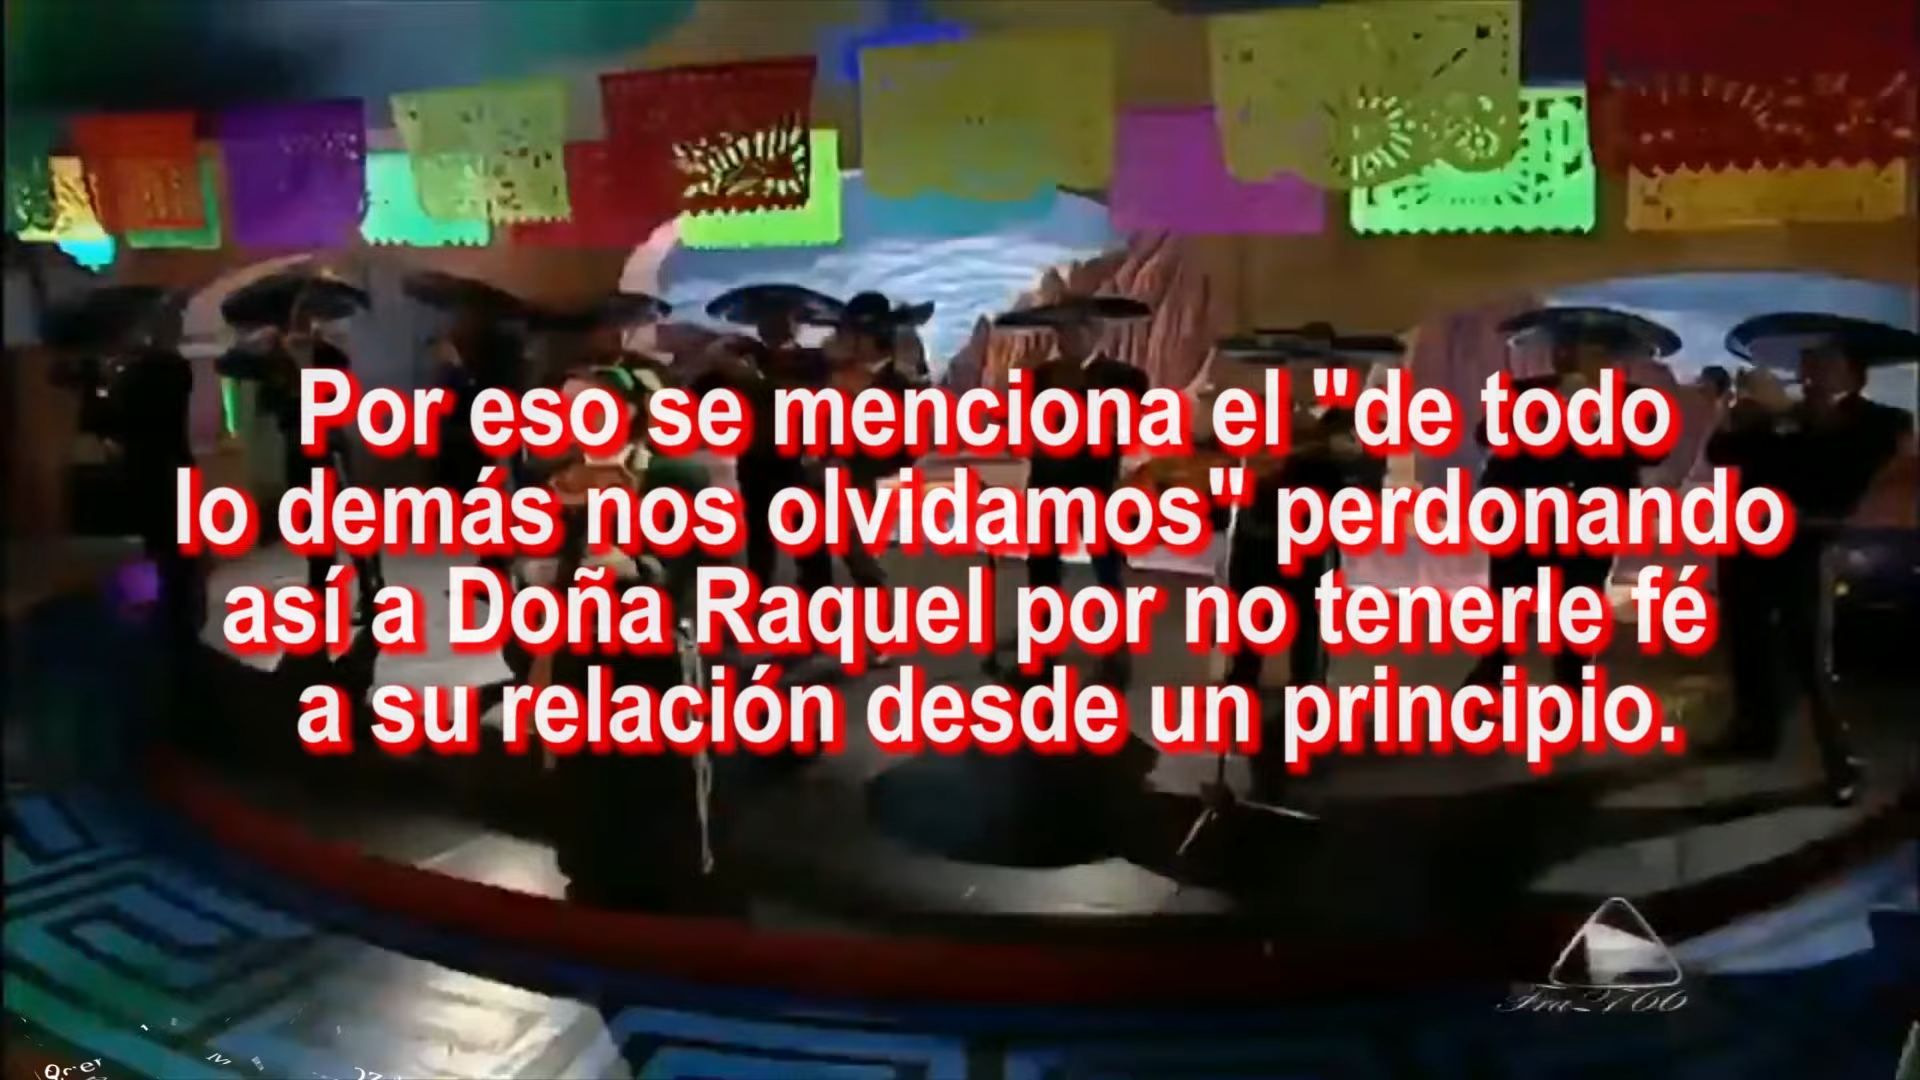 Por eso se menciona el "de todo
lo demás nos olvidamos" perdonando
así a Doña Raquel por no tenerle fé
a su relación desde un principio.